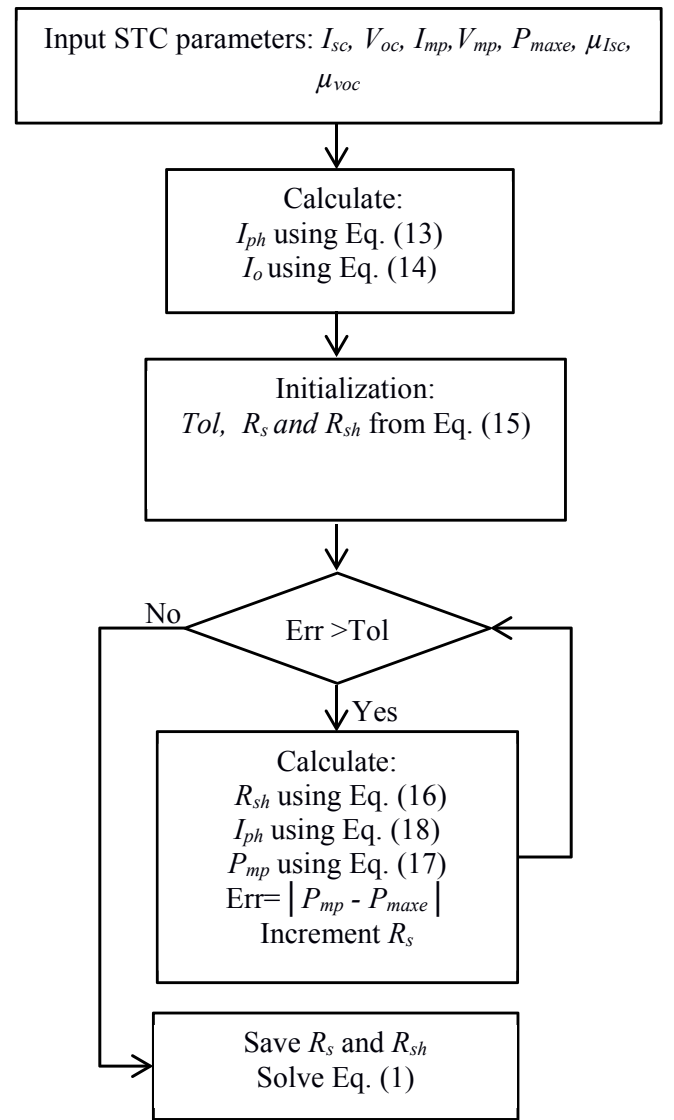 Input STC parameters: Isc, Voc, Imp,Vmp, Pmaxe, μIsc,
μvoc
Calculate:
Iph using Eq. (13)
Io using Eq. (14)
Initialization:
Tol, Rs and Rsh from Eq. (15)
No
Err >Tol
Yes
Calculate:
Rsh using Eq. (16)
Iph using Eq. (18)
Pmp using Eq. (17)
Err=│Pmp - Pmaxe│
Increment Rs
Save Rs and Rsh
Solve Eq. (1)